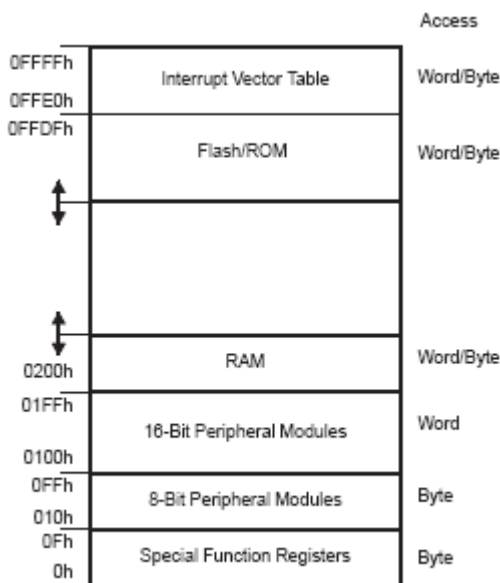 Access
0FFFFh
Interrupt Vector Table
Word/Byte
0FFE0h
0FFDFh
Flash/ROM
Word/Byte
0200h
RAM
Word/Byte
01FFh
16-Bit Peripheral Modules
Word
0100h
0FFh
8-Bit Peripheral Modules
Byte
010h
0Fh
Special Function Registers
Byte
0h